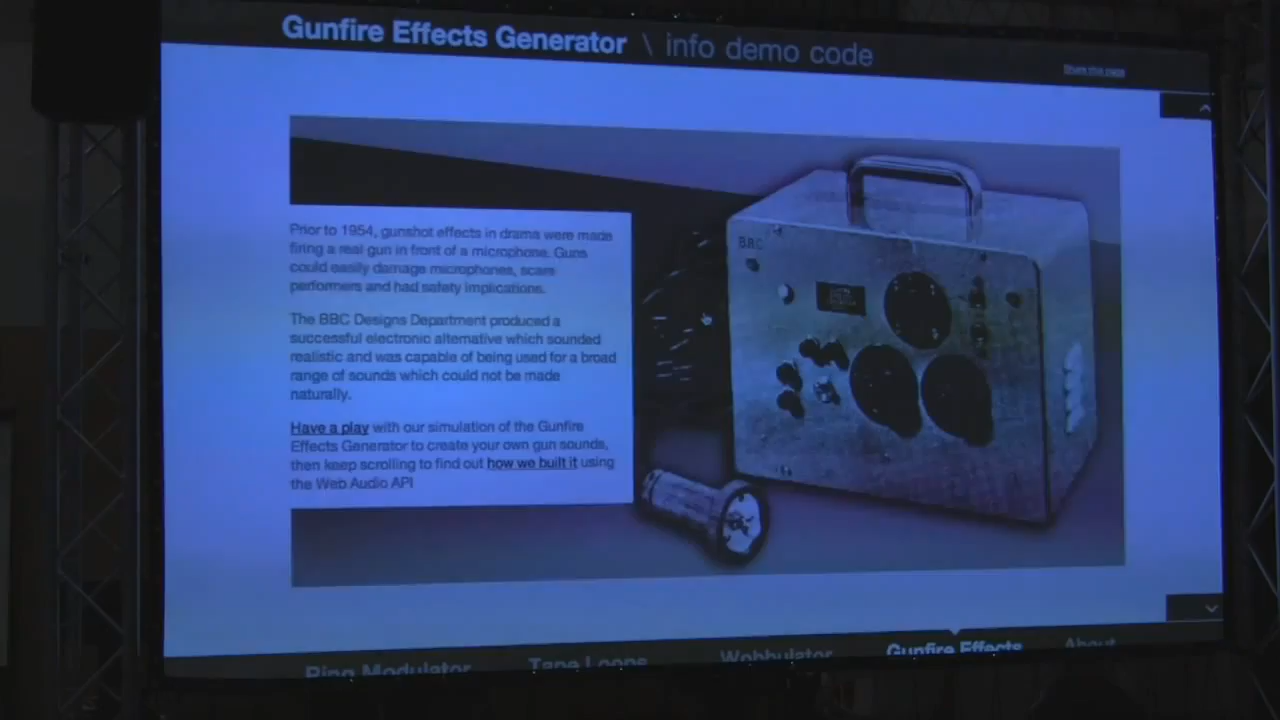 Gunfire Effects Generator \ info demo code
Share this page
Prior to 1954, gunshot effects in drama were made
firing a real gun in front of a microphone. Guns
could easily damage microphones, scare
performers and had safety implications.
The BBC Designs Department produced a
successful electronic alternative which sounded
realistic and was capable of being used for a broad
range of sounds which could not be made
naturally.
Have a play with our simulation of the Gunfire
Effects Generator to create your own gun sounds,
then keep scrolling to find out how we built it using
the Web Audio API
B.B.C.
Ring Modulator Tape Loops Wobbulator Gunfire Effects About